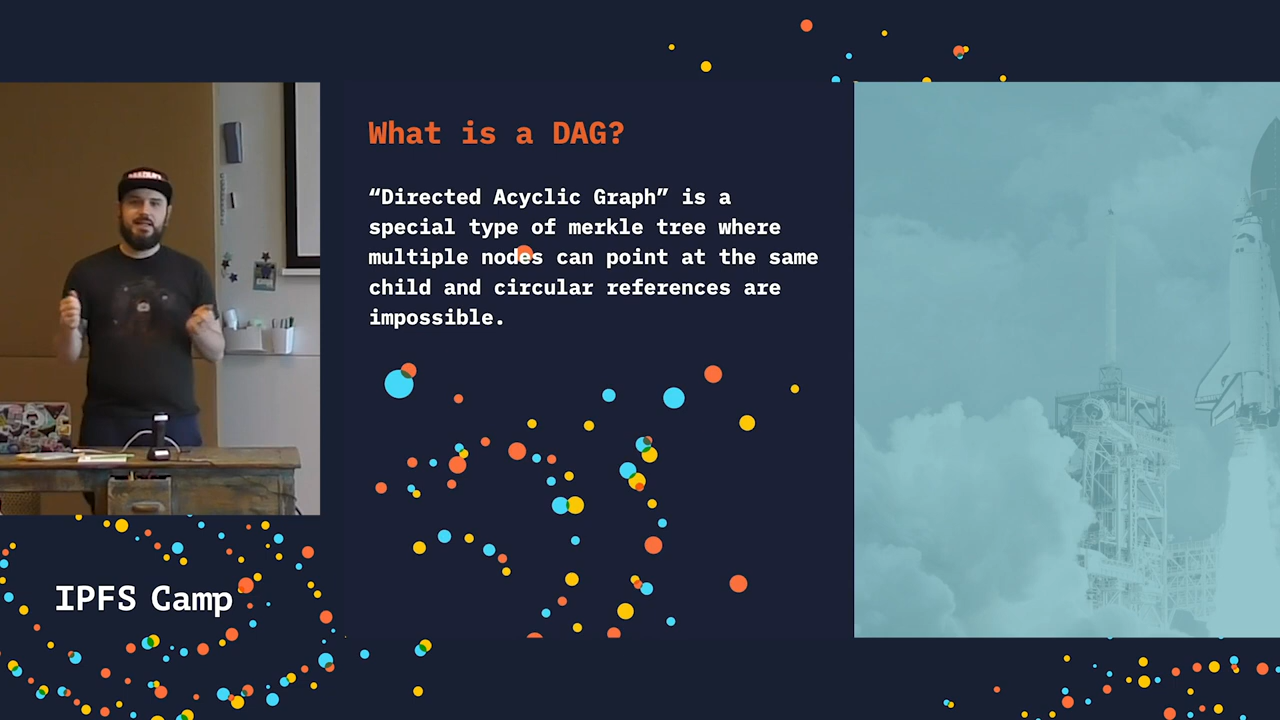 What is a DAG?
“Directed Acyclic Graph” is a
special type of merkle tree where
multiple nodes can point at the same
child and circular references are
impossible.
IPFS Camp